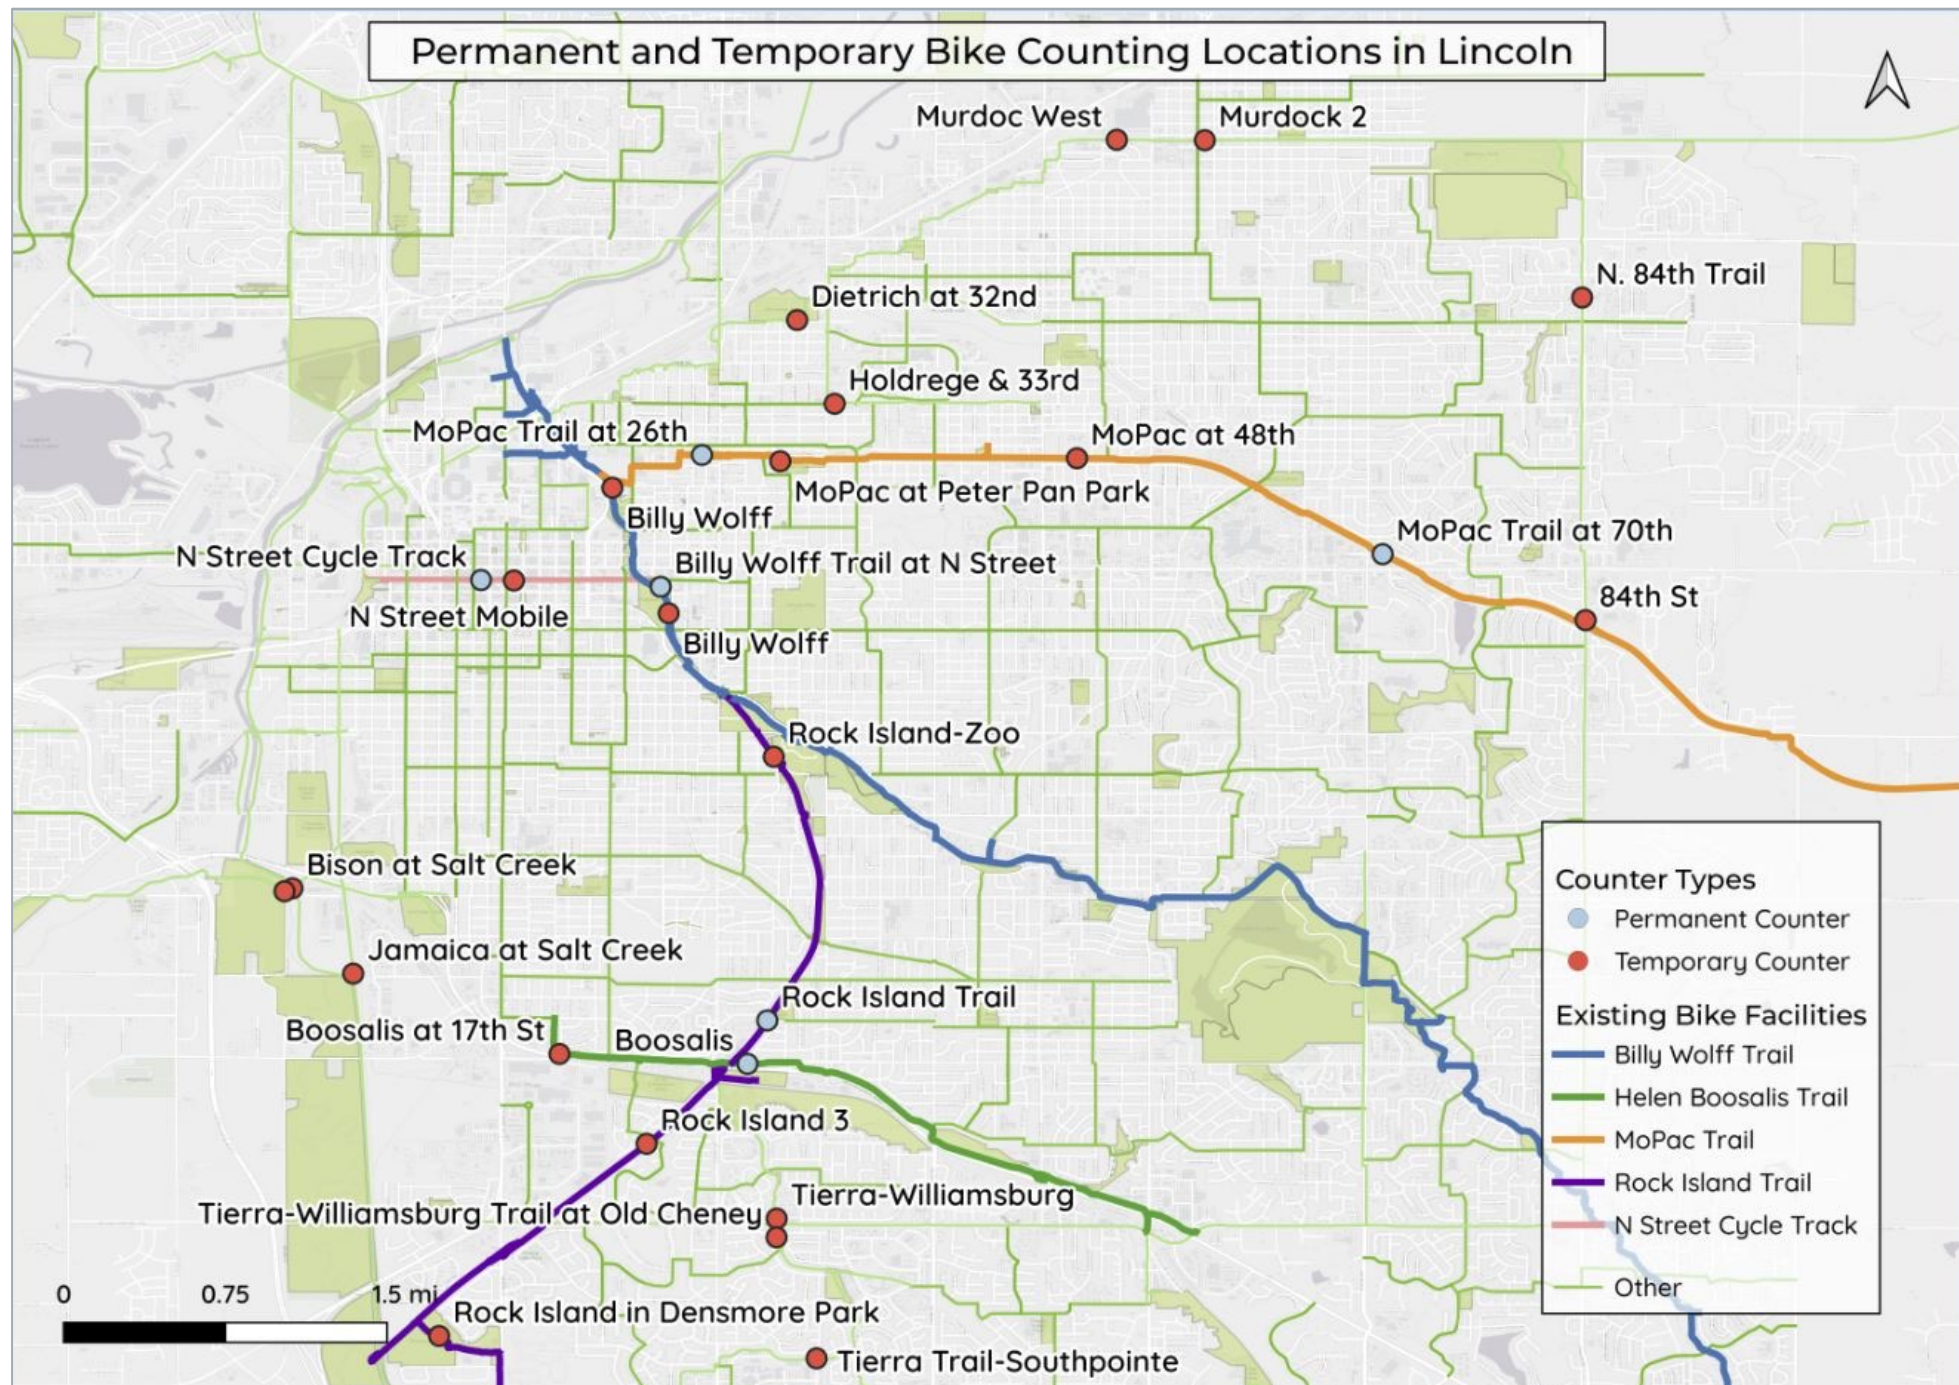 Permanent and Temporary Bike Counting Locations in Lincoln
Murdoc West
Murdock 2
N. 84th Trail
Dietrich at 32nd
Holdrege & 33rd
MoPac Trail at 26th
MoPac at 48th
MoPac at Peter Pan Park
Billy Wolff
MoPac Trail at 70th
N Street Cycle Track
Billy Wolff Trail at N Street
84th St
N Street Mobile
Billy Wolff
Rock Island-Zoo
Bison at Salt Creek
Jamaica at Salt Creek
Rock Island Trail
Boosalis at 17th St
Boosalis
Rock Island 3
Tierra-Williamsburg
Tierra-Williamsburg Trail at Old Cheney
Rock Island in Densmore Park
Tierra Trail-Southpointe
0 0.75 1.5 mi
Counter Types
Permanent Counter
Temporary Counter
Existing Bike Facilities
Billy Wolff Trail
Helen Boosalis Trail
MoPac Trail
Rock Island Trail
N Street Cycle Track
Other